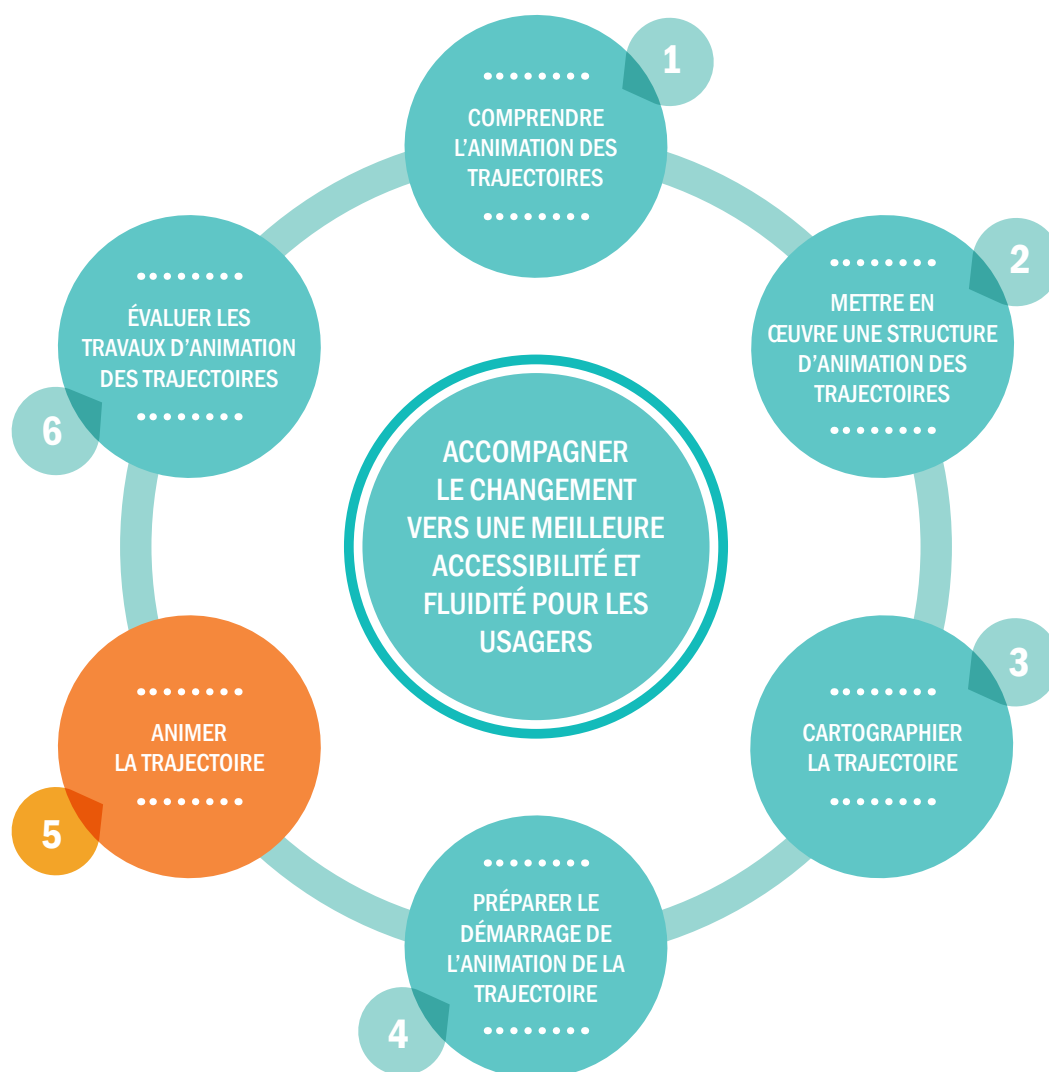 1
COMPRENDRE
L'ANIMATION DES
TRAJECTOIRES
2
METTRE EN
ŒUVRE UNE STRUCTURE
D'ANIMATION DES
TRAJECTOIRES
3
CARTOGRAPHIER
LA TRAJECTOIRE
4
PRÉPARER LE
DÉMARRAGE DE
L'ANIMATION DE LA
TRAJECTOIRE
5
ANIMER
LA TRAJECTOIRE
6
ÉVALUER LES
TRAVAUX D'ANIMATION
DES TRAJECTOIRES
ACCOMPAGNER
LE CHANGEMENT
VERS UNE MEILLEURE
ACCESSIBILITÉ ET
FLUIDITÉ POUR LES
USAGERS